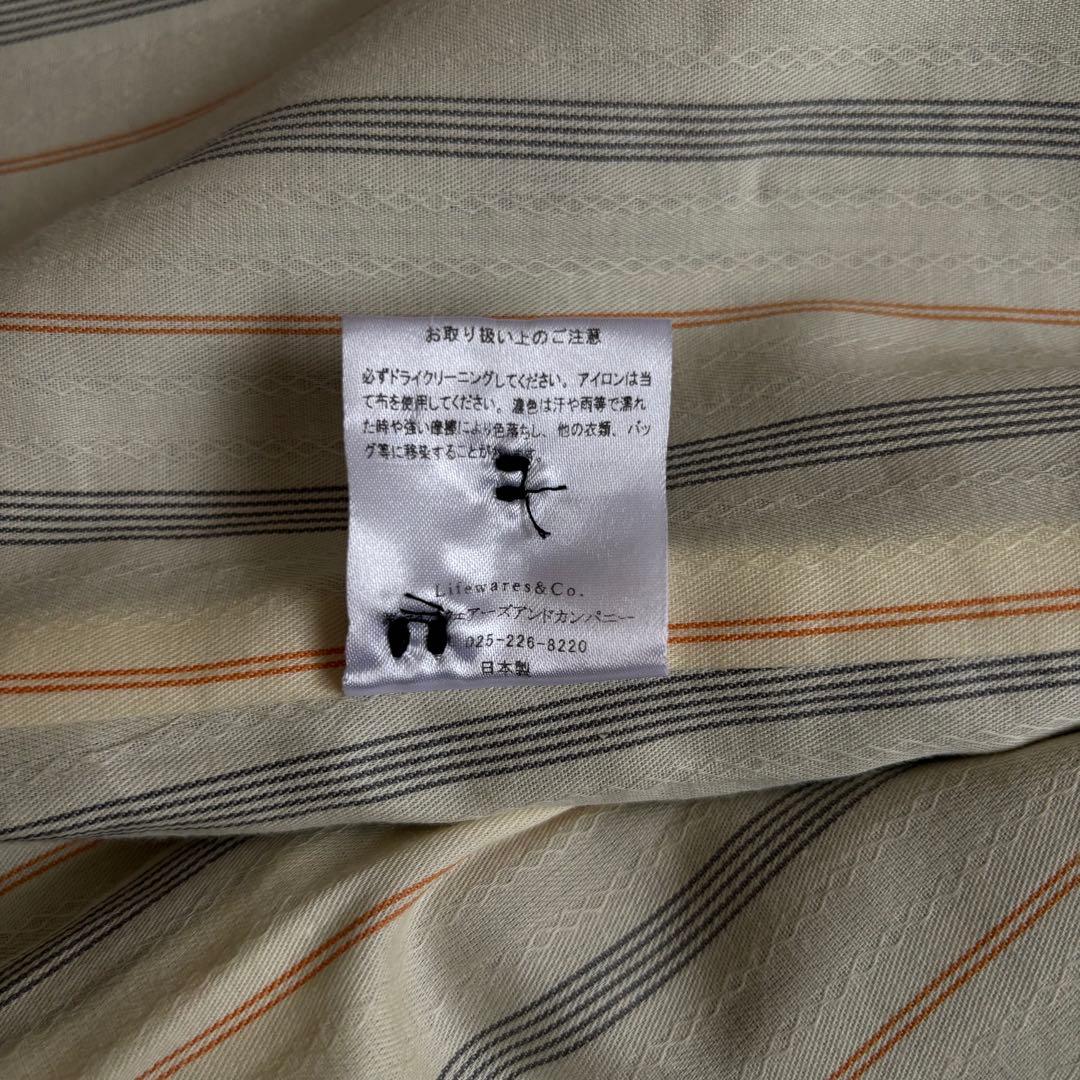 お取り扱い上のご注意
必ずドライクリーニングしてください。アイロンは当
て布を使用してください。濃色は汗や雨等で濡れ
た時や強い摩擦により色落ちし、他の衣類、バッ
グ等に移染することが
Lifewares&Co.
ェアーズアンドカンパニー
025-226-8220
日本製